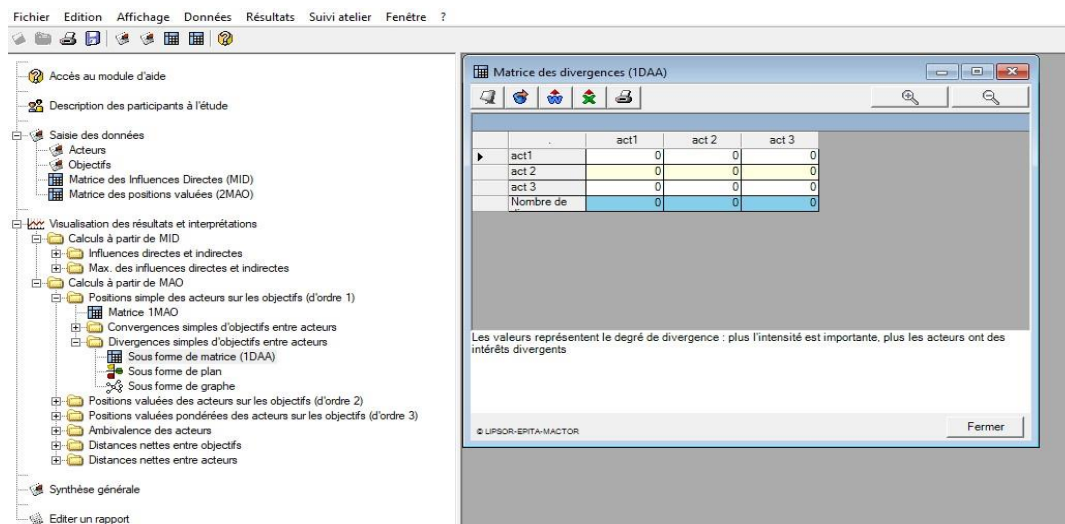 Fichier Edition Affichage Données Résultats Suivi atelier Fenêtre ?
Accès au module d'aide
Description des participants à l'étude
Saisie des données
Acteurs
Objectifs
Matrice des Influences Directes (MID)
Matrice des positions valuées (2MAO)
Visualisation des résultats et interprétations
Calculs à partir de MID
Influences directes et indirectes
Max. des influences directes et indirectes
Calculs à partir de MAO
Positions simple des acteurs sur les objectifs (d'ordre 1)
Matrice 1MAO
Convergences simples d'objectifs entre acteurs
Divergences simples d'objectifs entre acteurs
Sous forme de matrice (1DAA)
Sous forme de plan
Sous forme de graphe
Positions valuées des acteurs sur les objectifs (d'ordre 2)
Positions valuées pondérées des acteurs sur les objectifs (d'ordre 3)
Ambivalence des acteurs
Distances nettes entre objectifs
Distances nettes entre acteurs
Synthèse générale
Editer un rapport
Matrice des divergences (1DAA)
. act1 act 2 act 3
act1 0 0 0
act 2 0 0 0
act 3 0 0 0
Nombre de 0 0 0
Les valeurs représentent le degré de divergence : plus l'intensité est importante, plus les acteurs ont des
intérêts divergents
© LIPSOR-EPITA-MACTOR
Fermer